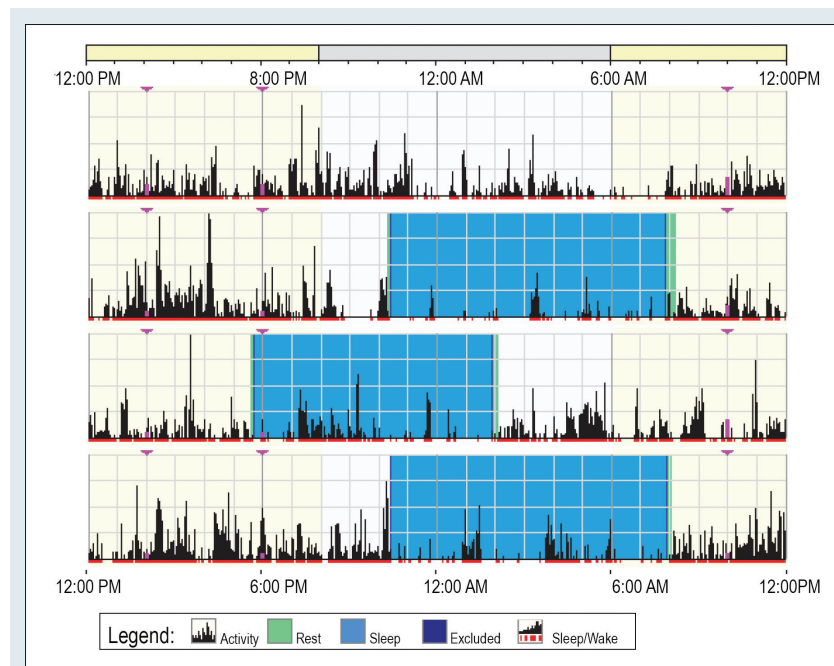 12:00 PM 8:00 PM 12:00 AM 6:00 AM 12:00PM
12:00 PM 6:00 PM 12:00 AM 6:00 AM 12:00PM
Legend: Activity Rest Sleep Excluded Sleep/Wake